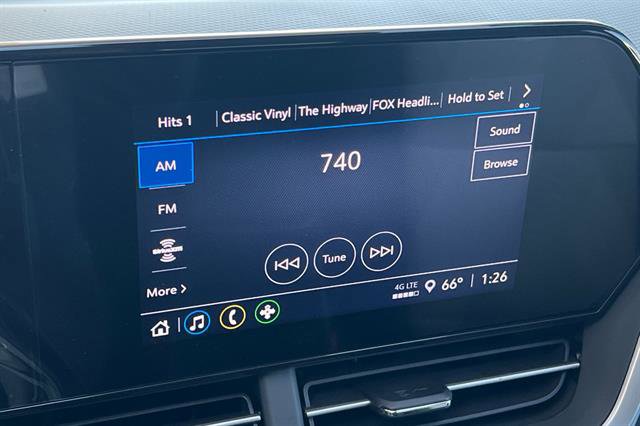 Hits 1 Classic Vinyl The Highway FOX Headli... Hold to Set >
AM 740 Sound
Browse
FM
SiriusXM
Tune
More >
4G LTE
66° 1:26